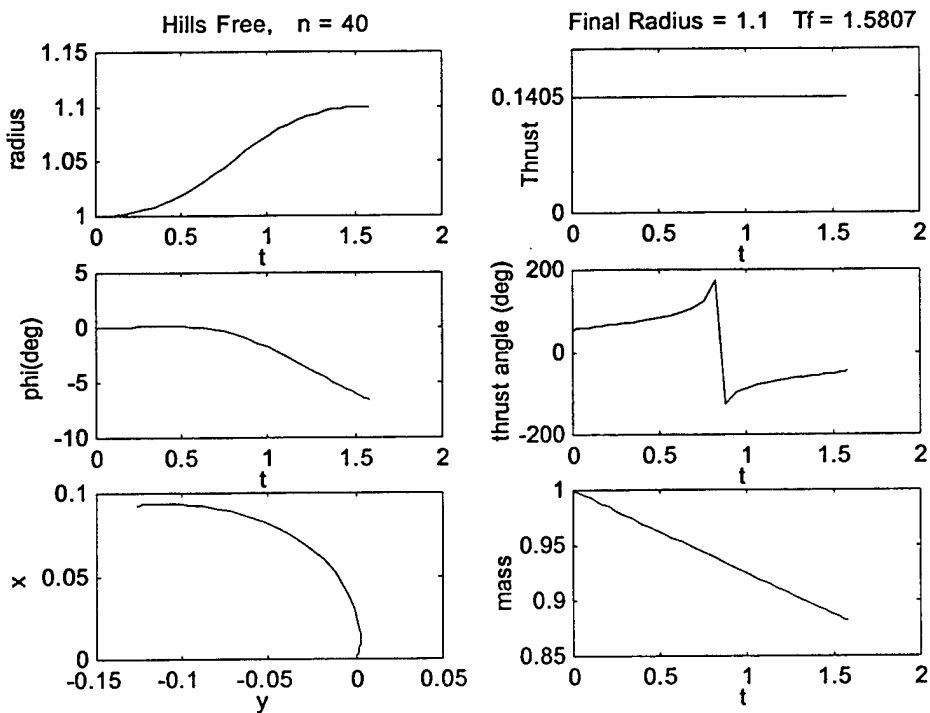 Hills Free, n = 40
Final Radius = 1.1 Tf = 1.5807
1.15
1.1
1.05
1
radius
0 0.5 1 1.5 2
t
0.1405
0
Thrust
0 0.5 1 1.5 2
t
5
0
-5
-10
phi(deg)
0 0.5 1 1.5 2
t
200
0
-200
thrust angle (deg)
0 0.5 1 1.5 2
t
0.1
0.05
0
x
-0.15 -0.1 -0.05 0 0.05
y
1
0.95
0.9
0.85
mass
0 0.5 1 1.5 2
t